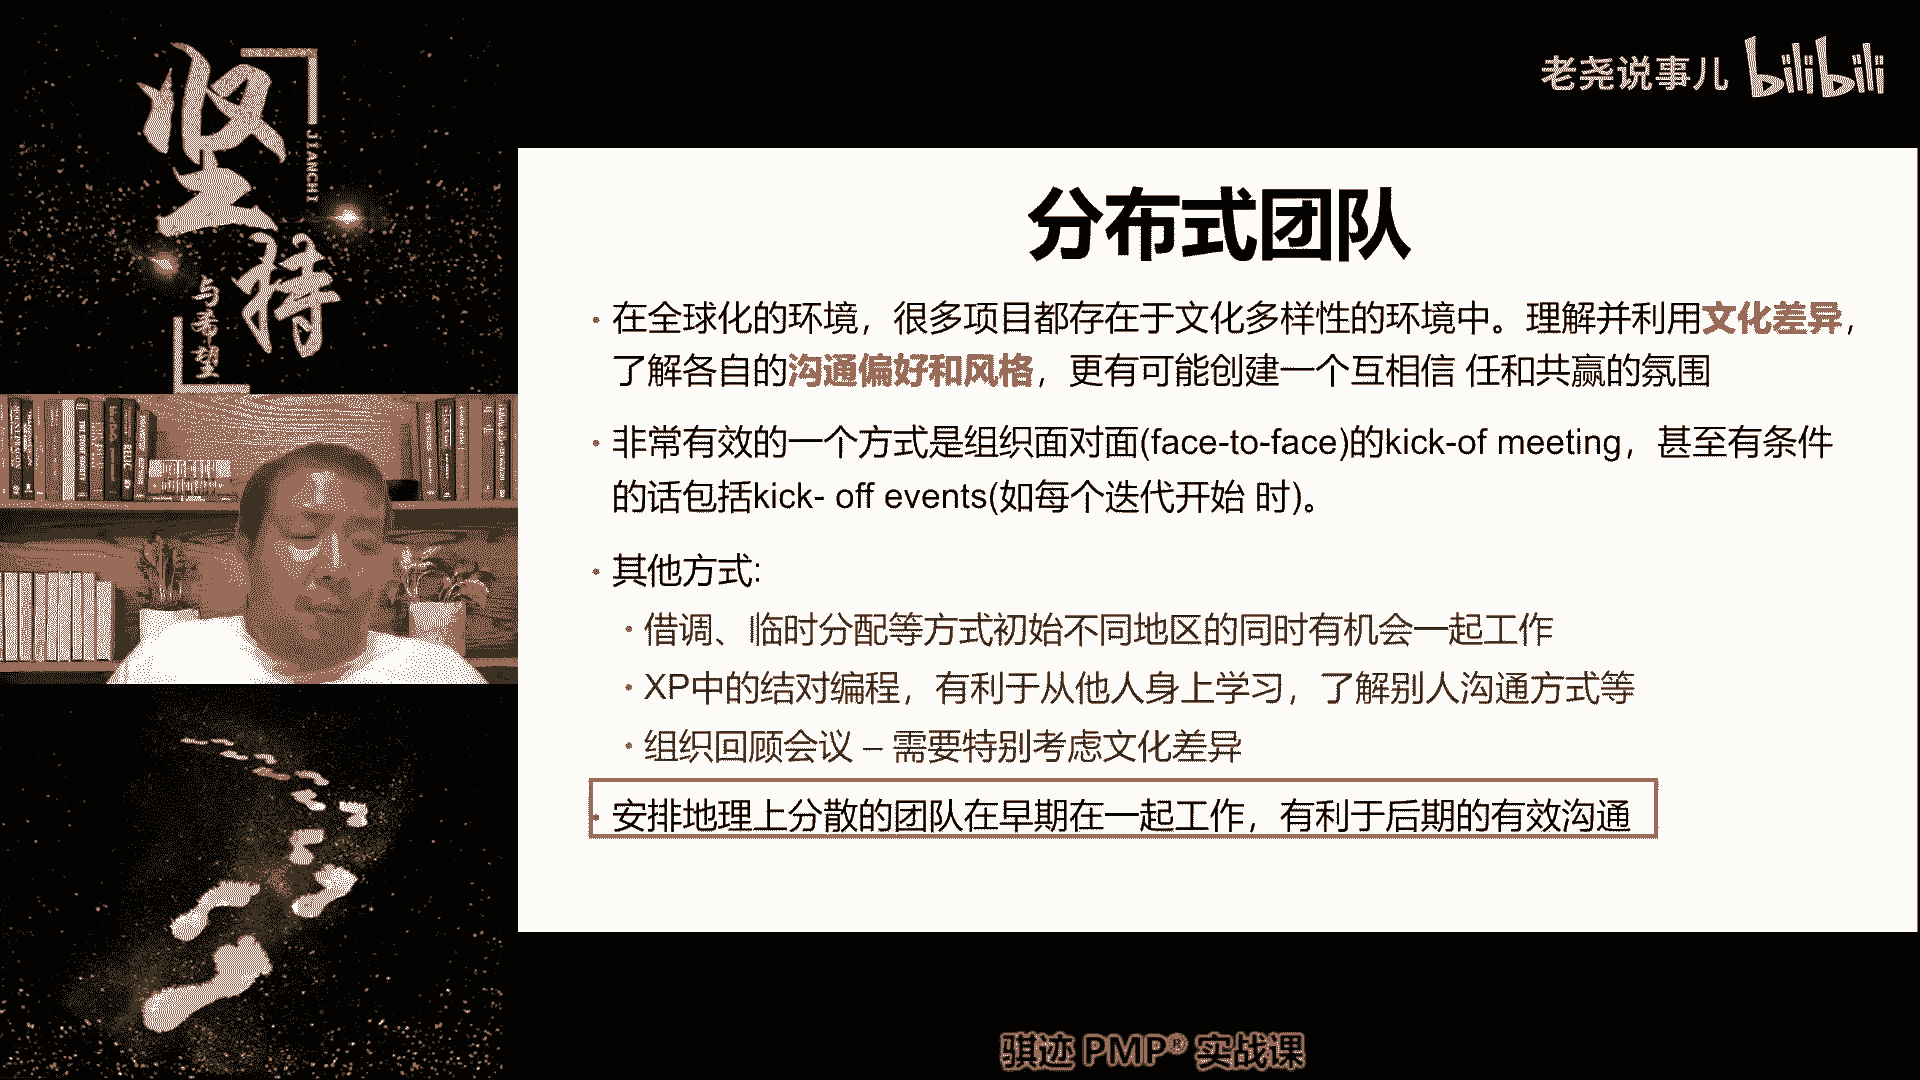 坚持
JIANCHI
与希望
老尧说事儿 bilibili
分布式团队
· 在全球化的环境，很多项目都存在于文化多样性的环境中。理解并利用文化差异，
了解各自的沟通偏好和风格，更有可能创建一个互相信 任和共赢的氛围
· 非常有效的一个方式是组织面对面(face-to-face)的kick-of meeting，甚至有条件
的话包括kick- off events(如每个迭代开始 时)。
· 其他方式:
· 借调、临时分配等方式初始不同地区的同时有机会一起工作
· XP中的结对编程，有利于从他人身上学习，了解别人沟通方式等
· 组织回顾会议 – 需要特别考虑文化差异
· 安排地理上分散的团队在早期在一起工作，有利于后期的有效沟通
骐迹 PMP® 实战课